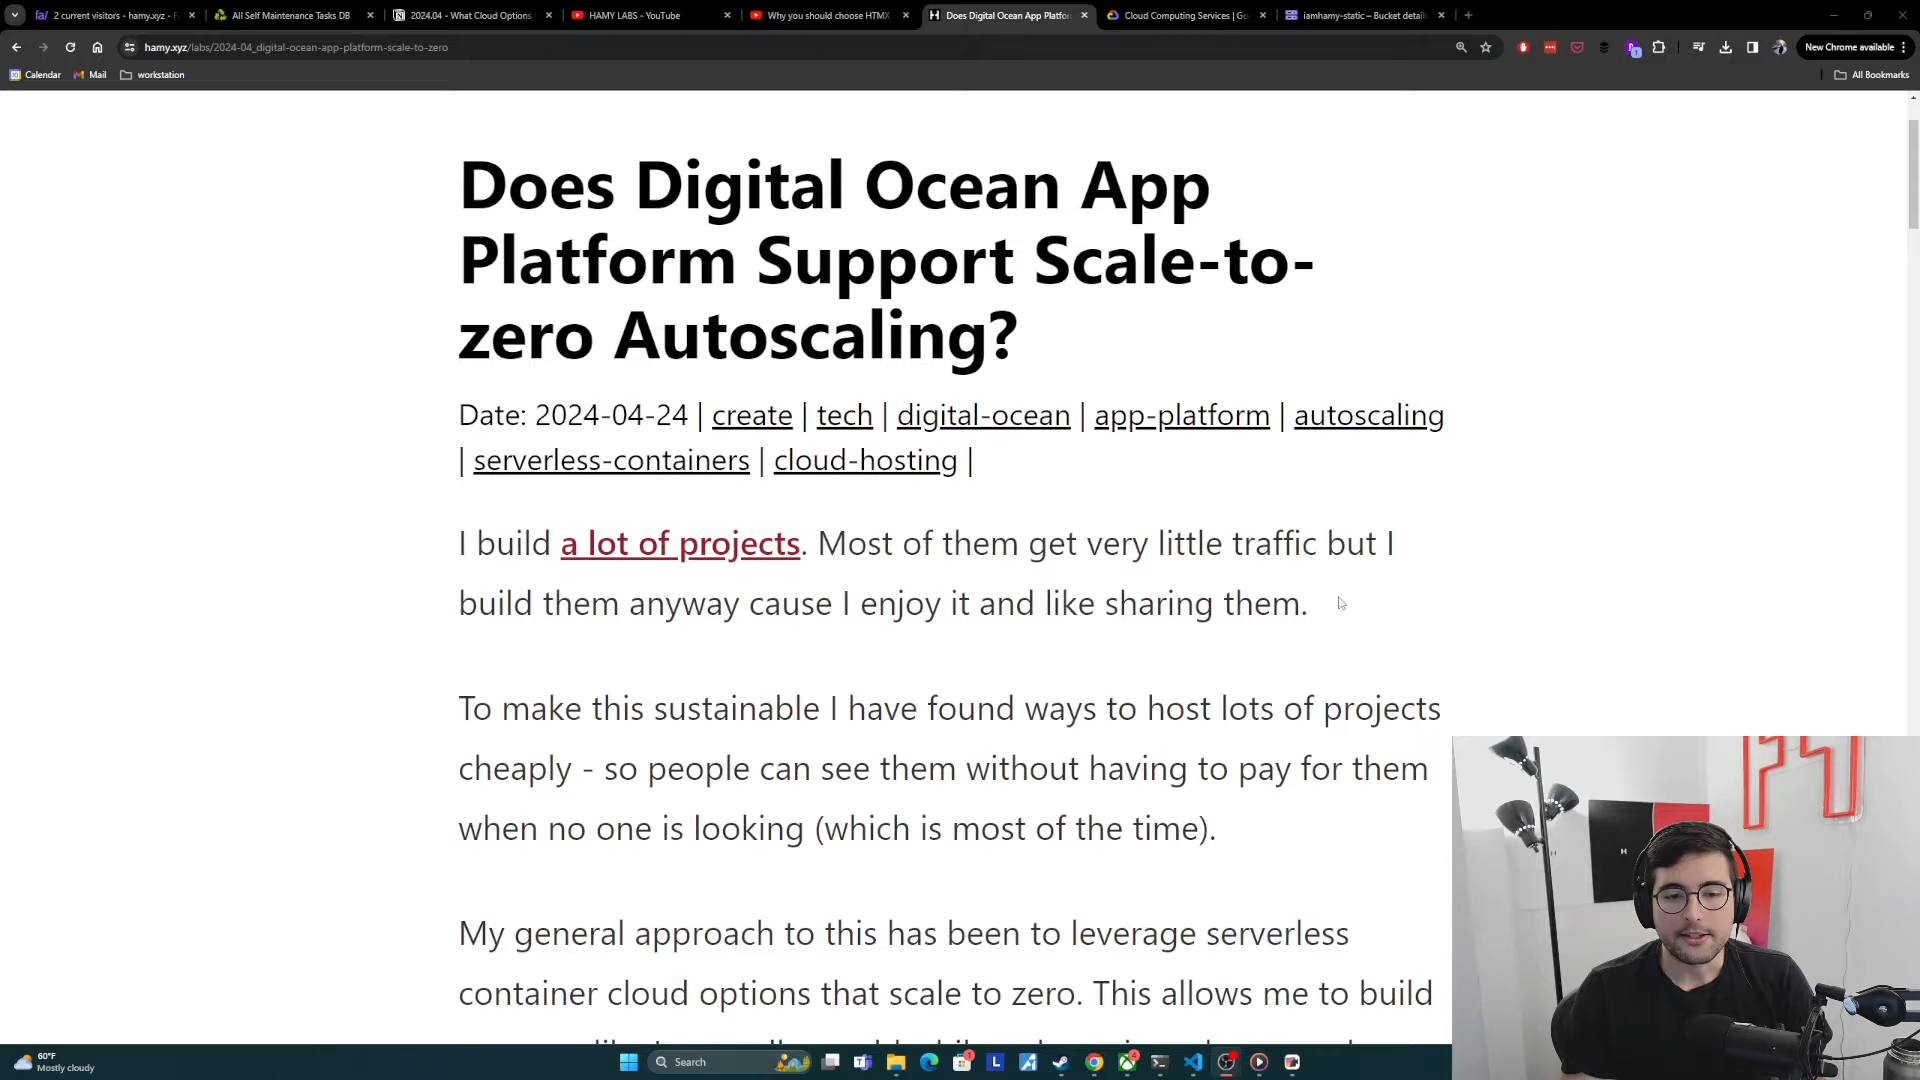 2 current visitors - hamy.xyz - F
All Self Maintenance Tasks DB
2024.04 - What Cloud Options
HAMY LABS - YouTube
Why you should choose HTMX
Does Digital Ocean App Platfor
Cloud Computing Services | Go
iamhamy-static – Bucket detail
hamy.xyz/labs/2024-04_digital-ocean-app-platform-scale-to-zero
New Chrome available
Calendar
Mail
workstation
All Bookmarks
Does Digital Ocean App
Platform Support Scale-to-
zero Autoscaling?
Date: 2024-04-24 | create | tech | digital-ocean | app-platform | autoscaling
| serverless-containers | cloud-hosting |
I build a lot of projects. Most of them get very little traffic but I
build them anyway cause I enjoy it and like sharing them.
To make this sustainable I have found ways to host lots of projects
cheaply - so people can see them without having to pay for them
when no one is looking (which is most of the time).
My general approach to this has been to leverage serverless
container cloud options that scale to zero. This allows me to build
H
60°F
Mostly cloudy
Search